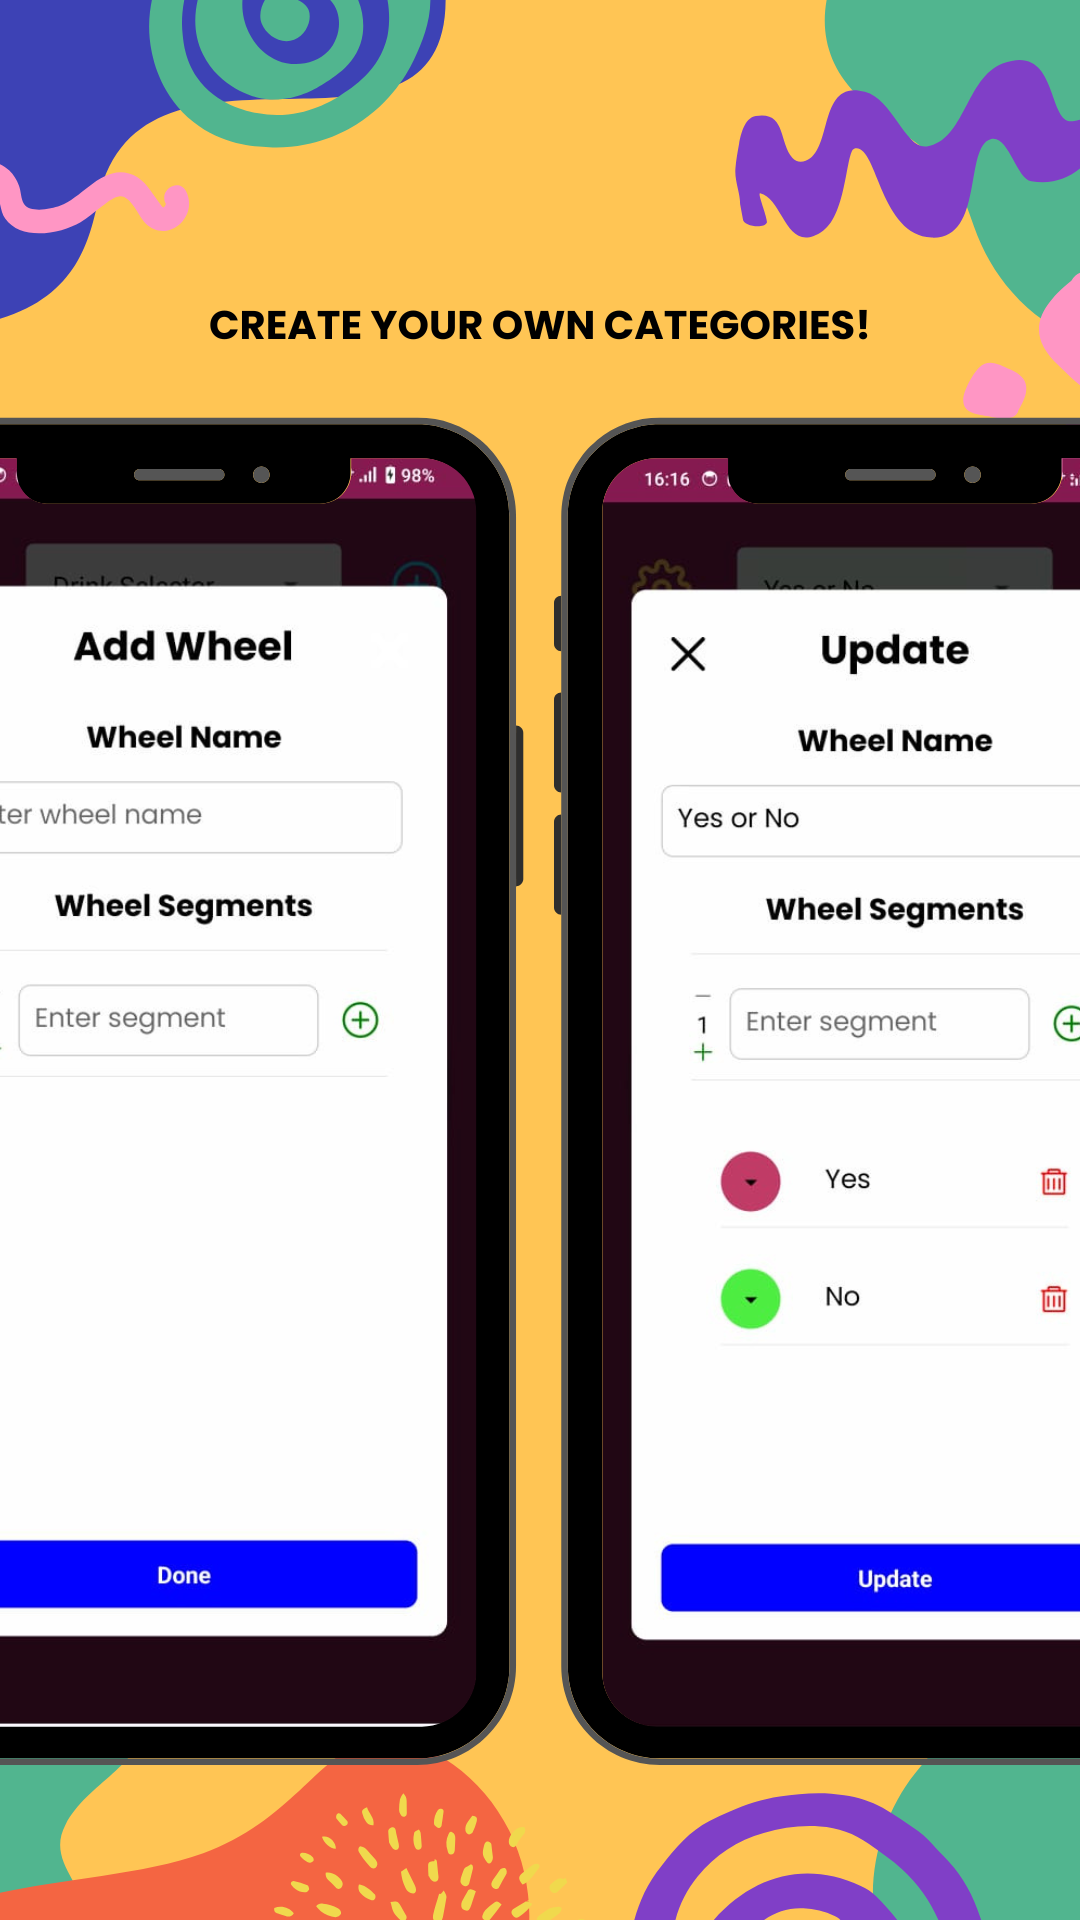 CREATE YOUR OWN CATEGORIES!
98%
Drink Selector
Add Wheel
Wheel Name
ter wheel name
Wheel Segments
Enter segment
Done
16:16
Yes or No
Update
Wheel Name
Yes or No
Wheel Segments
1
Enter segment
Yes
No
Update